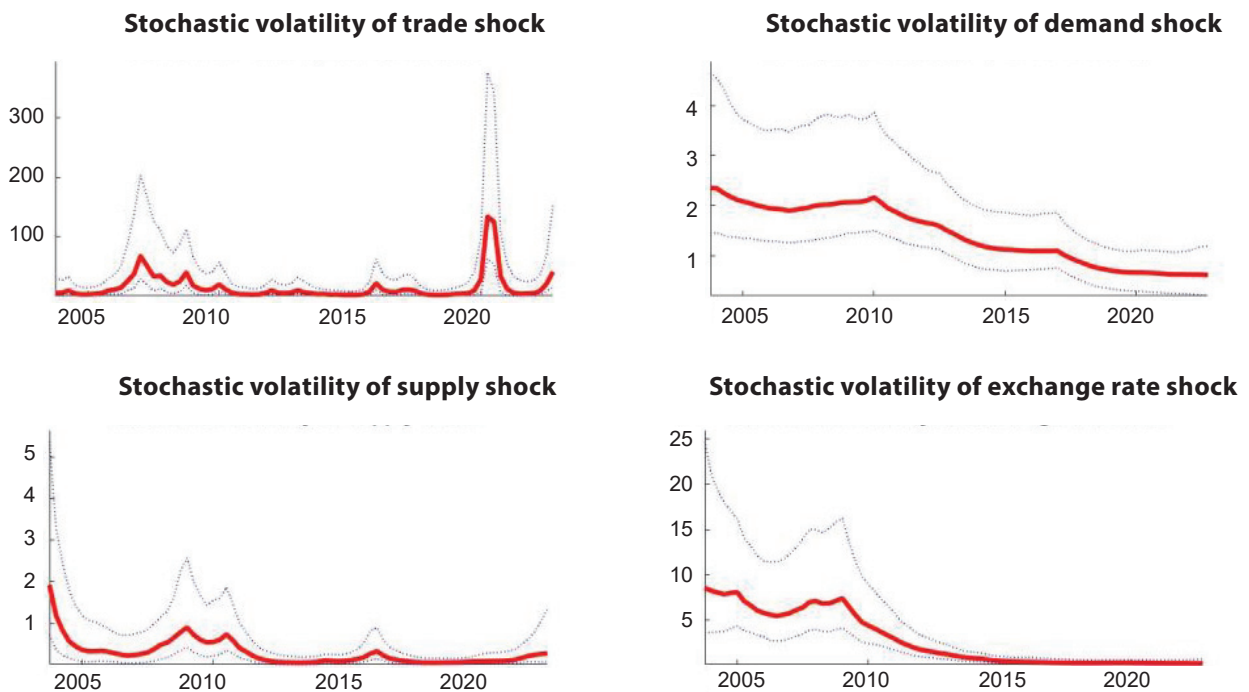 Stochastic volatility of trade shock
300
200
100
2005 2010 2015 2020
Stochastic volatility of demand shock
4
3
2
1
2005 2010 2015 2020
Stochastic volatility of supply shock
5
4
3
2
1
2005 2010 2015 2020
Stochastic volatility of exchange rate shock
25
20
15
10
5
2005 2010 2015 2020